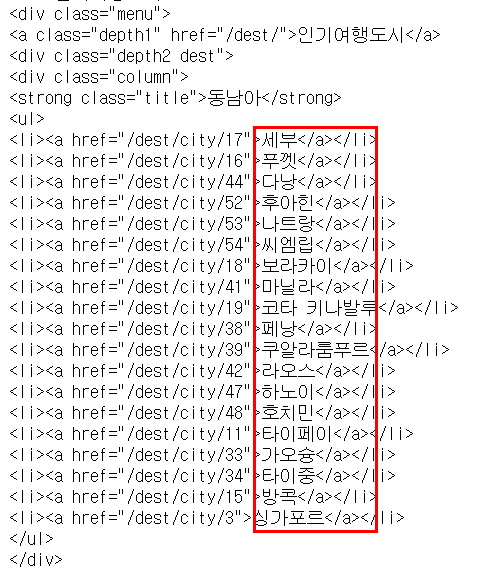 <div class="menu">
<a class="depth1" href="/dest/">인기여행도시</a>
<div class="depth2 dest">
<div class="column">
<strong class="title">동남아</strong>
<ul>
<li><a href="/dest/city/17">세부</a></li>
<li><a href="/dest/city/16">푸껫</a></li>
<li><a href="/dest/city/44">다낭</a></li>
<li><a href="/dest/city/52">후아힌</a></li>
<li><a href="/dest/city/53">나트랑</a></li>
<li><a href="/dest/city/54">씨엠립</a></li>
<li><a href="/dest/city/18">보라카이</a></li>
<li><a href="/dest/city/41">마닐라</a></li>
<li><a href="/dest/city/19">코타 키나발루</a></li>
<li><a href="/dest/city/38">페낭</a></li>
<li><a href="/dest/city/39">쿠알라룸푸르</a></li>
<li><a href="/dest/city/42">라오스</a></li>
<li><a href="/dest/city/47">하노이</a></li>
<li><a href="/dest/city/48">호치민</a></li>
<li><a href="/dest/city/11">타이페이</a></li>
<li><a href="/dest/city/33">가오슝</a></li>
<li><a href="/dest/city/34">타이중</a></li>
<li><a href="/dest/city/15">방콕</a></li>
<li><a href="/dest/city/3">싱가포르</a></li>
</ul>
</div>